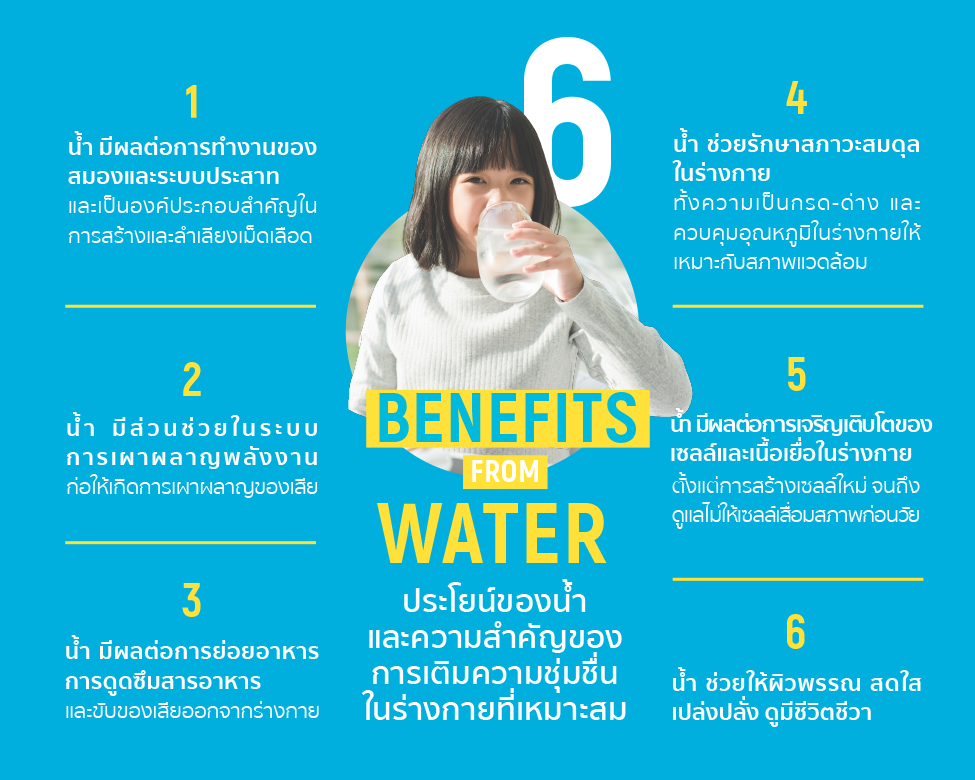 1
น้ำ มีผลต่อการทำงานของ
สมองและระบบประสาท
และเป็นองค์ประกอบสำคัญใน
การสร้างและลำเลียงเม็ดเลือด
2
น้ำ มีส่วนช่วยในระบบ
การเผาผลาญพลังงาน
ก่อให้เกิดการเผาผลาญของเสีย
3
น้ำ มีผลต่อการย่อยอาหาร
การดูดซึมสารอาหาร
และขับของเสียออกจากร่างกาย
6
BENEFITS
FROM
WATER
ประโยน์ของน้ำ
และความสำคัญของ
การเติมความชุ่มชื่น
ในร่างกายที่เหมาะสม
4
น้ำ ช่วยรักษาสภาวะสมดุล
ในร่างกาย
ทั้งความเป็นกรด-ด่าง และ
ควบคุมอุณหภูมิในร่างกายให้
เหมาะกับสภาพแวดล้อม
5
น้ำ มีผลต่อการเจริญเติบโตของ
เซลล์และเนื้อเยื่อในร่างกาย
ตั้งแต่การสร้างเซลล์ใหม่ จนถึง
ดูแลไม่ให้เซลล์เสื่อมสภาพก่อนวัย
6
น้ำ ช่วยให้ผิวพรรณ สดใส
เปล่งปลั่ง ดูมีชีวิตชีวา